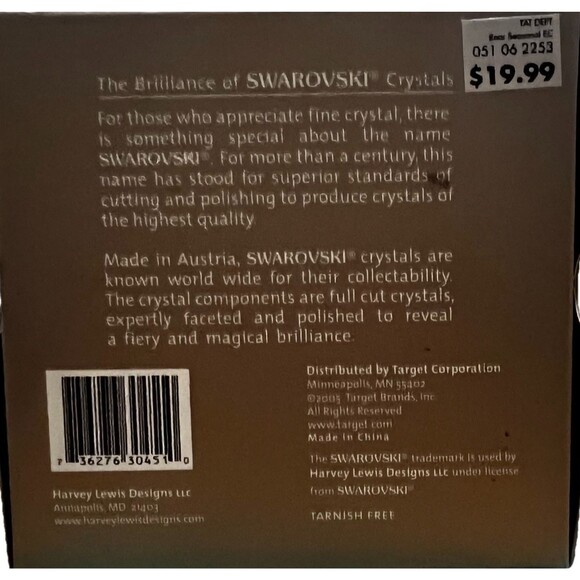 TAT DEPT
051 06 2253
$19.99
The Brilliance of SWAROVSKI® Crystals
For those who appreciate fine crystal, there
is something special about the name
SWAROVSKI®. For more than a century, this
name has stood for superior standards of
cutting and polishing to produce crystals of
the highest quality.
Made in Austria, SWAROVSKI® crystals are
known world wide for their collectability.
The crystal components are full cut crystals,
expertly faceted and polished to reveal
a fiery and magical brilliance.
7 36276 30451 0
Harvey Lewis Designs LLC
Annapolis, MD 21403
www.harveylewisdesigns.com
Distributed by Target Corporation
Minneapolis, MN 55402
©2005 Target Brands, Inc.
All Rights Reserved
www.target.com
Made in China
The SWAROVSKI® trademark is used by
Harvey Lewis Designs LLC under license
from SWAROVSKI®
TARNISH FREE